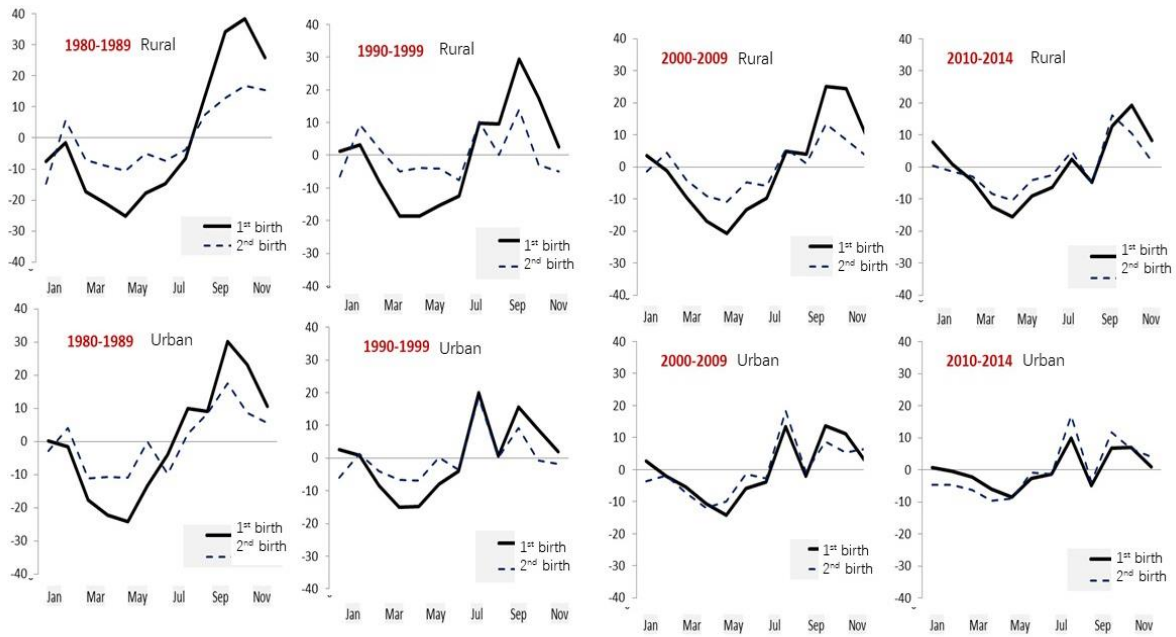 1980-1989 Rural
40
30
20
10
0
-10
-20
-30
-40
1st birth
2nd birth
Jan Mar May Jul Sep Nov
1990-1999 Rural
40
30
20
10
0
-10
-20
-30
-40
1st birth
2nd birth
Jan Mar May Jul Sep Nov
2000-2009 Rural
40
30
20
10
0
-10
-20
-30
-40
1st birth
2nd birth
Jan Mar May Jul Sep Nov
2010-2014 Rural
40
30
20
10
0
-10
-20
-30
-40
1st birth
2nd birth
Jan Mar May Jul Sep Nov
1980-1989 Urban
40
30
20
10
0
-10
-20
-30
-40
1st birth
2nd birth
Jan Mar May Jul Sep Nov
1990-1999 Urban
40
30
20
10
0
-10
-20
-30
-40
1st birth
2nd birth
Jan Mar May Jul Sep Nov
2000-2009 Urban
40
30
20
10
0
-10
-20
-30
-40
1st birth
2nd birth
Jan Mar May Jul Sep Nov
2010-2014 Urban
40
30
20
10
0
-10
-20
-30
-40
1st birth
2nd birth
Jan Mar May Jul Sep Nov